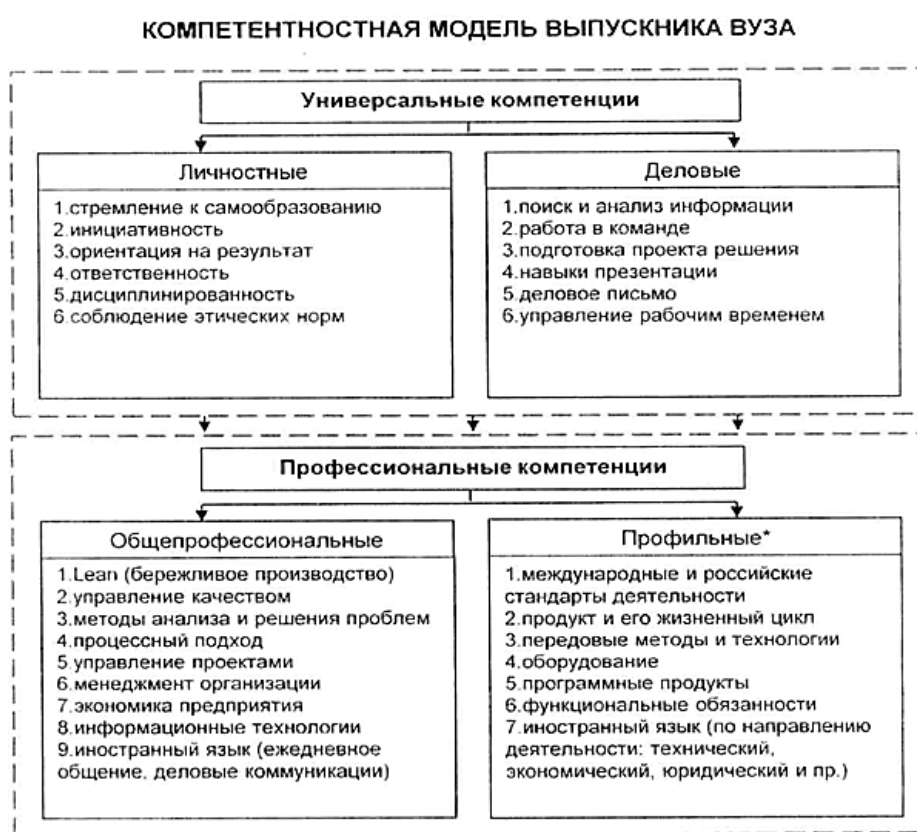 КОМПЕТЕНТНОСТНАЯ МОДЕЛЬ ВЫПУСКНИКА ВУЗА
Универсальные компетенции
Личностные
1.стремление к самообразованию
2.инициативность
3.ориентация на результат
4.ответственность
5.дисциплинированность
6.соблюдение этических норм
Деловые
1.поиск и анализ информации
2.работа в команде
3.подготовка проекта решения
4.навыки презентации
5.деловое письмо
6.управление рабочим временем
Профессиональные компетенции
Общепрофессиональные
1.Lean (бережливое производство)
2.управление качеством
3.методы анализа и решения проблем
4.процессный подход
5.управление проектами
6.менеджмент организации
7.экономика предприятия
8.информационные технологии
9.иностранный язык (ежедневное
общение, деловые коммуникации)
Профильные*
1.международные и российские
стандарты деятельности
2.продукт и его жизненный цикл
3.передовые методы и технологии
4.оборудование
5.программные продукты
6.функциональные обязанности
7.иностранный язык (по направлению
деятельности: технический,
экономический, юридический и пр.)